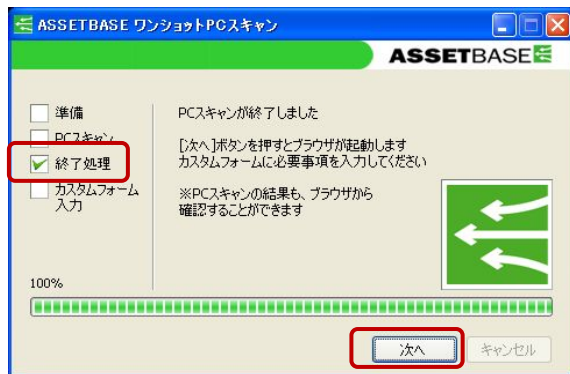 ASSETBASE ワンショットPCスキャン
ASSETBASE
準備
PCスキャン
終了処理
カスタムフォーム
入力
PCスキャンが終了しました
[次へ]ボタンを押すとブラウザが起動します
カスタムフォームに必要事項を入力してください
※PCスキャンの結果も、ブラウザから
確認することができます
100%
次へ
キャンセル